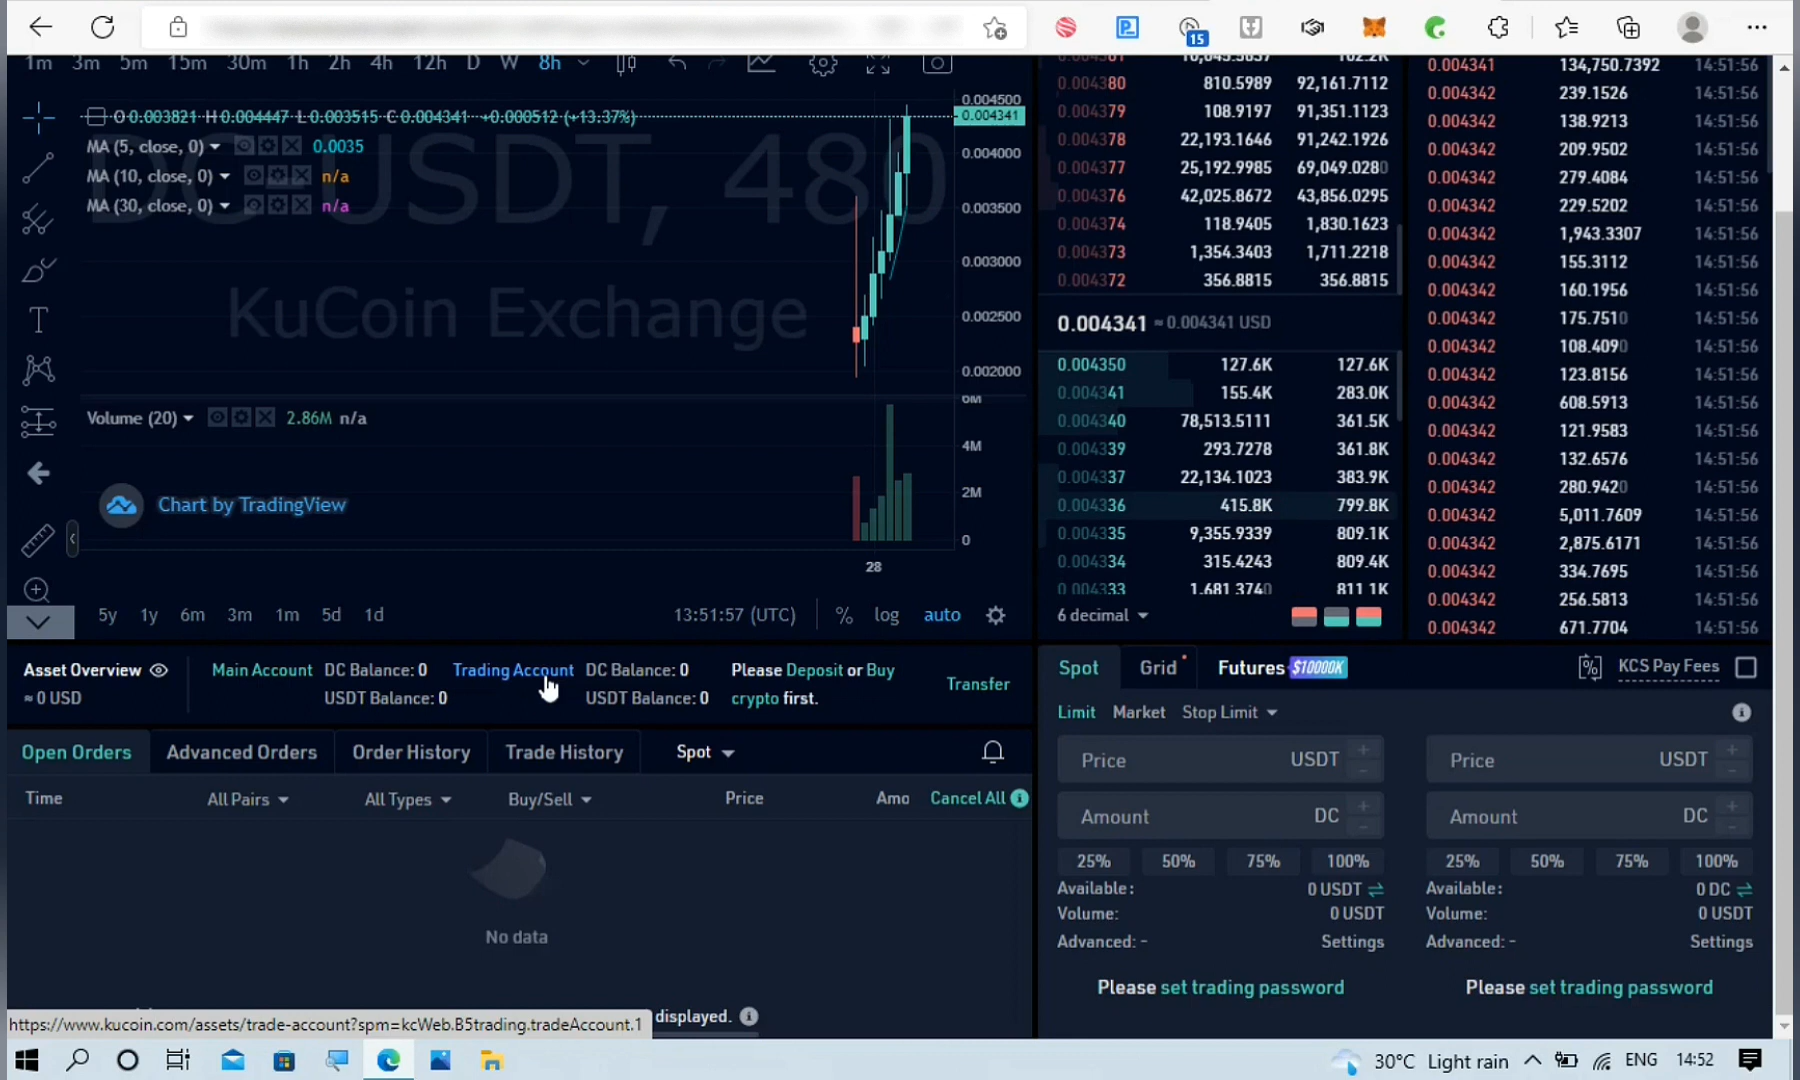 15
1m 3m 5m 15m 30m 1h 2h 4h 12h D W 8h
O 0.003821 H 0.004447 L 0.003515 C 0.004341 +0.000512 (+13.37%)
MA (5, close, 0) 0.0035
MA (10, close, 0) n/a
MA (30, close, 0) n/a
USDT, 480
KuCoin Exchange
0.004500
0.004341
0.004000
0.003500
0.003000
0.002500
0.002000
Volume (20) 2.86M n/a
6M
4M
2M
0
Chart by TradingView
28
5y 1y 6m 3m 1m 5d 1d 13:51:57 (UTC) % log auto
0.004380 810.5989 92,161.7112
0.004379 108.9197 91,351.1123
0.004378 22,193.1646 91,242.1926
0.004377 25,192.9985 69,049.0280
0.004376 42,025.8672 43,856.0295
0.004374 118.9405 1,830.1623
0.004373 1,354.3403 1,711.2218
0.004372 356.8815 356.8815
0.004341 ≈0.004341 USD
0.004350 127.6K 127.6K
0.004341 155.4K 283.0K
0.004340 78,513.5111 361.5K
0.004339 293.7278 361.8K
0.004337 22,134.1023 383.9K
0.004336 415.8K 799.8K
0.004335 9,355.9339 809.1K
0.004334 315.4243 809.4K
0.004333 1,681.3740 811.1K
6 decimal
0.004341 134,750.7392 14:51:56
0.004342 239.1526 14:51:56
0.004342 138.9213 14:51:56
0.004342 209.9502 14:51:56
0.004342 279.4084 14:51:56
0.004342 229.5202 14:51:56
0.004342 1,943.3307 14:51:56
0.004342 155.3112 14:51:56
0.004342 160.1956 14:51:56
0.004342 175.7510 14:51:56
0.004342 108.4090 14:51:56
0.004342 123.8156 14:51:56
0.004342 608.5913 14:51:56
0.004342 121.9583 14:51:56
0.004342 132.6576 14:51:56
0.004342 280.9420 14:51:56
0.004342 5,011.7609 14:51:56
0.004342 2,875.6171 14:51:56
0.004342 334.7695 14:51:56
0.004342 256.5813 14:51:56
0.004342 671.7704 14:51:56
Asset Overview Main Account DC Balance: 0 Trading Account DC Balance: 0 Please Deposit or Buy
≈ 0 USD USDT Balance: 0 USDT Balance: 0 crypto first.
Transfer
Open Orders Advanced Orders Order History Trade History Spot
Time All Pairs All Types Buy/Sell Price Amo Cancel All
No data
displayed.
https://www.kucoin.com/assets/trade-account?spm=kcWeb.B5trading.tradeAccount.1
Spot Grid Futures $10000K KCS Pay Fees
Limit Market Stop Limit
Price USDT Price USDT
Amount DC Amount DC
25% 50% 75% 100% 25% 50% 75% 100%
Available: 0 USDT Available: 0 DC
Volume: 0 USDT Volume: 0 USDT
Advanced: - Settings Advanced: - Settings
Please set trading password Please set trading password
30°C Light rain ENG 14:52